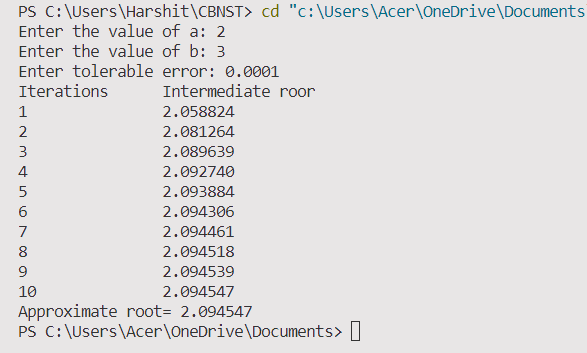 PS C:\Users\Harshit\CBNST> cd "c:\Users\Acer\OneDrive\Documents
Enter the value of a: 2
Enter the value of b: 3
Enter tolerable error: 0.0001
Iterations Intermediate roor
1 2.058824
2 2.081264
3 2.089639
4 2.092740
5 2.093884
6 2.094306
7 2.094461
8 2.094518
9 2.094539
10 2.094547
Approximate root= 2.094547
PS C:\Users\Acer\OneDrive\Documents>